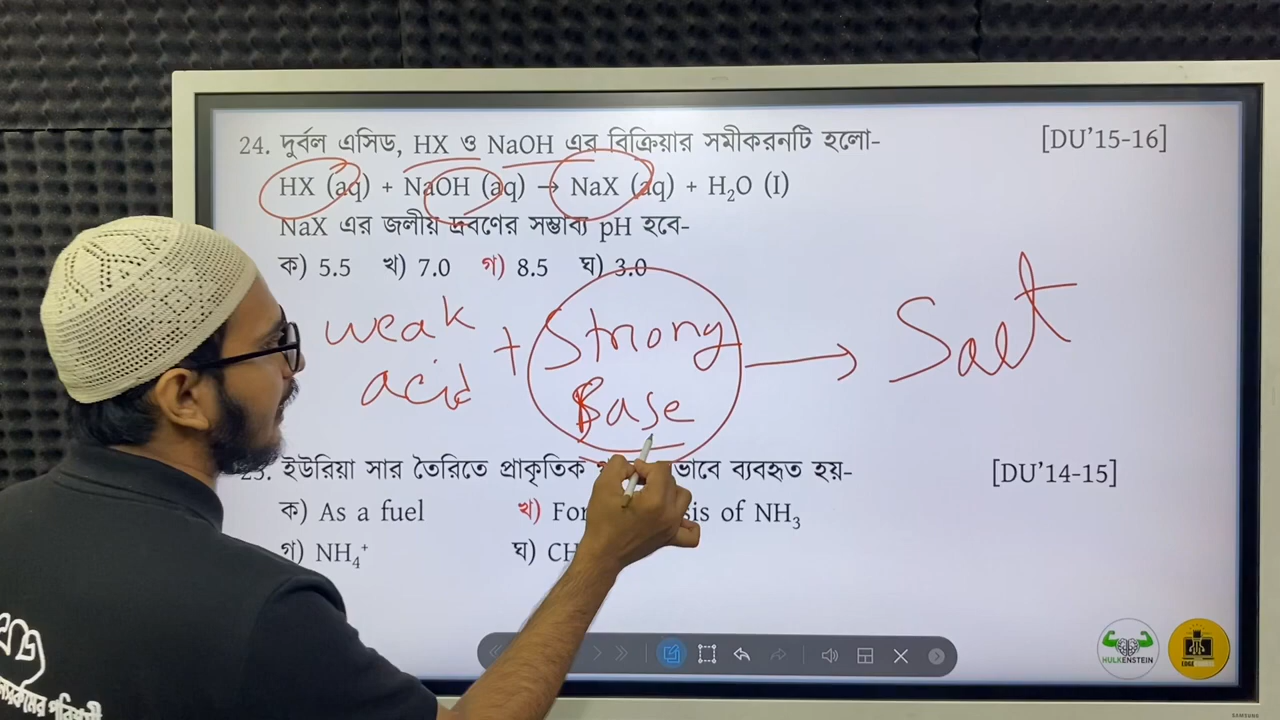 24. দুর্বল এসিড, HX ও NaOH এর বিক্রিয়ার সমীকরনটি হলো- [DU’15-16]
HX (aq) + NaOH (aq) → NaX (aq) + H₂O (I)
NaX এর জলীয় দ্রবণের সম্ভাব্য pH হবে-
ক) 5.5 খ) 7.0 গ) 8.5 ঘ) 3.0
weak acid + Strong Base → Salt
ইউরিয়া সার তৈরিতে প্রাকৃতিক ব্যবহৃত হয়- [DU’14-15]
ক) As a fuel খ) For of NH₃
গ) NH₄⁺ ঘ)
HULKENSTEIN
SAMSUNG